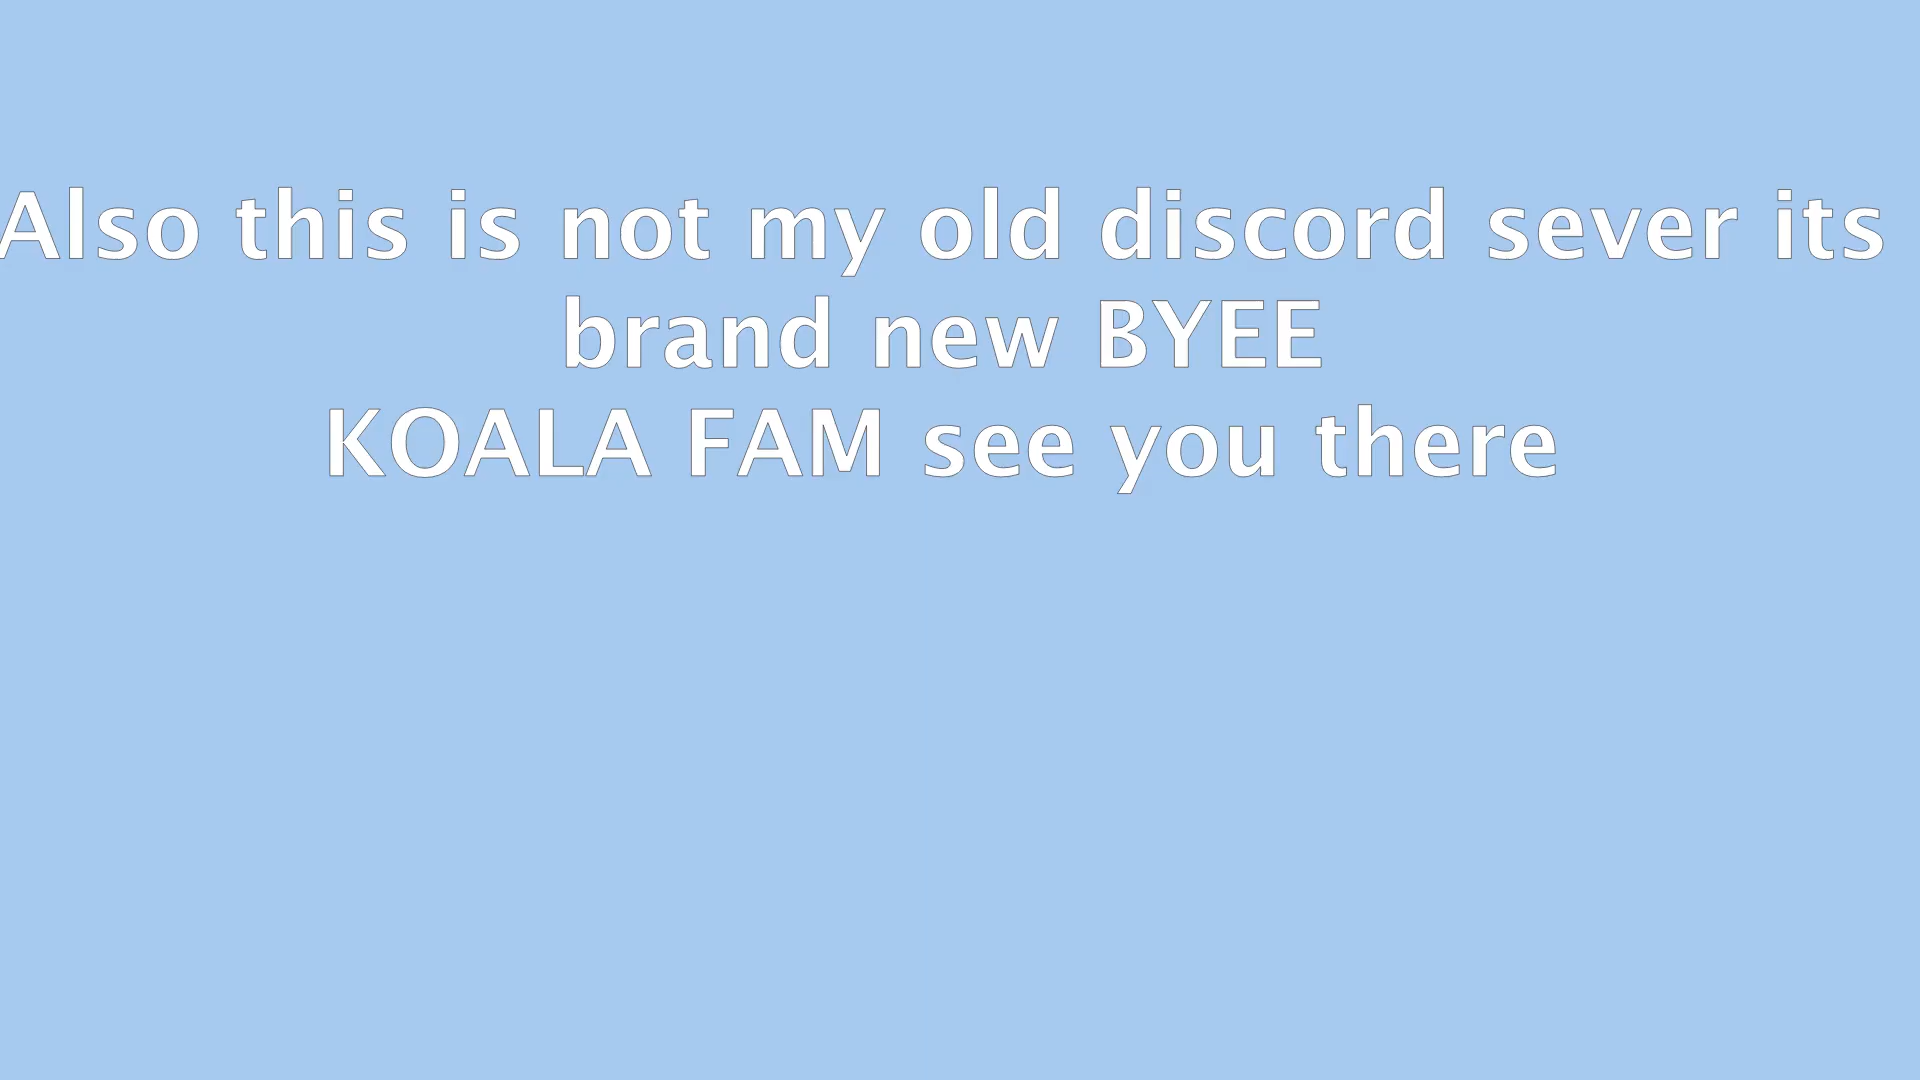 Also this is not my old discord sever its
brand new BYEE
KOALA FAM see you there